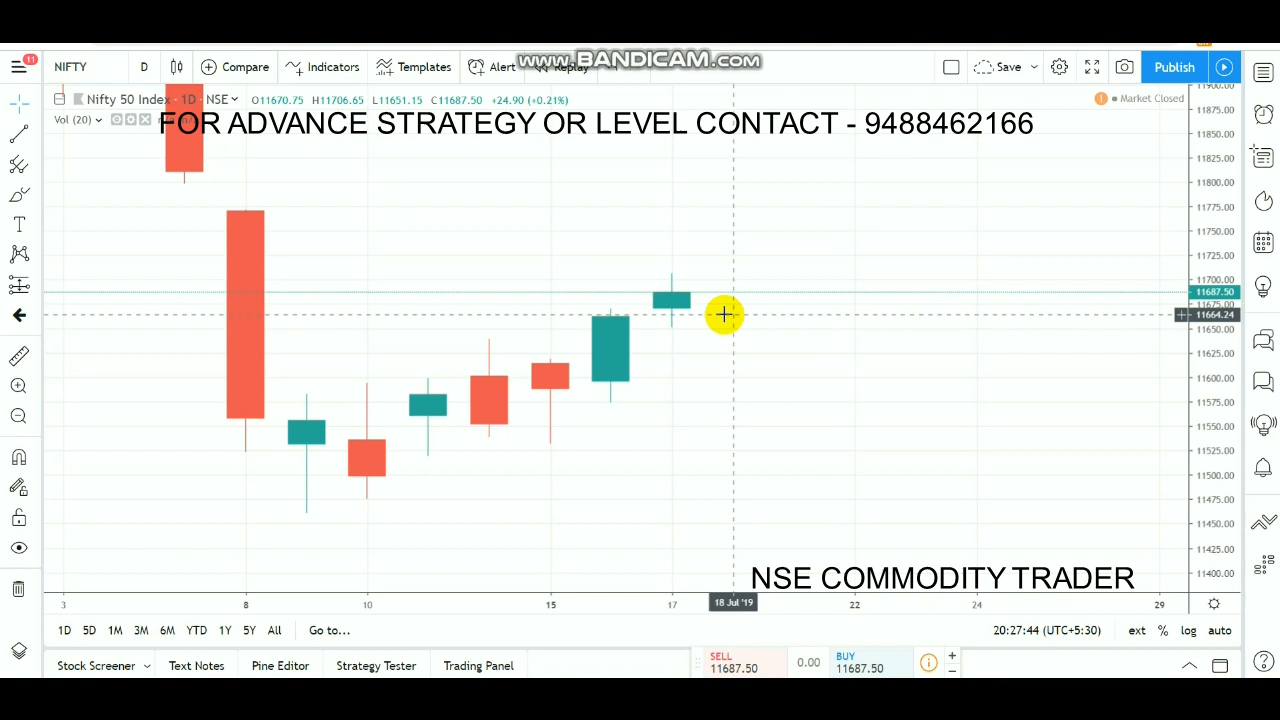 www.BANDICAM.com
11
NIFTY
D
Compare
Indicators
Templates
Alert
Replay
Save
Publish
Nifty 50 Index · 1D · NSE
O11670.75 H11706.65 L11651.15 C11687.50 +24.90 (+0.21%)
Market Closed
Vol (20)
FOR ADVANCE STRATEGY OR LEVEL CONTACT - 9488462166
11900.00
11875.00
11850.00
11825.00
11800.00
11775.00
11750.00
11725.00
11700.00
11687.50
11675.00
11664.24
11650.00
11625.00
11600.00
11575.00
11550.00
11525.00
11500.00
11475.00
11450.00
11425.00
11400.00
NSE COMMODITY TRADER
3 8 10 15 17 18 Jul '19 22 24 29
1D 5D 1M 3M 6M YTD 1Y 5Y All Go to...
20:27:44 (UTC+5:30) ext % log auto
Stock Screener Text Notes Pine Editor Strategy Tester Trading Panel
SELL
11687.50
0.00
BUY
11687.50